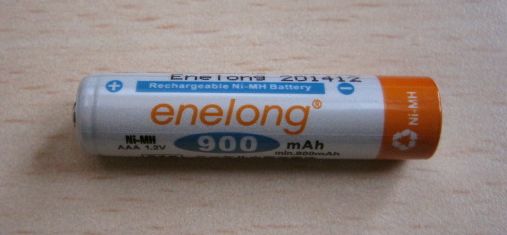 Enelong 201412
Rechargeable Ni-MH Battery
enelong®
Ni-MH 900 mAh
AAA 1.2V min.800mAh
Ni-MH